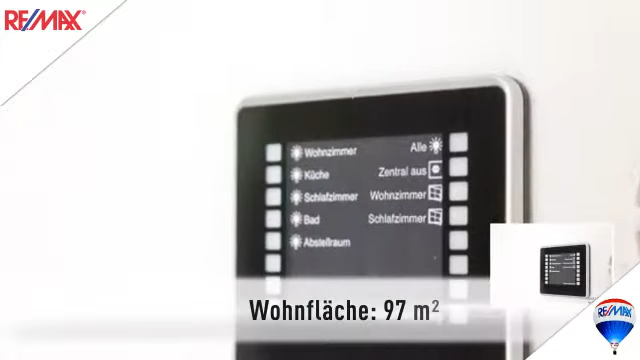 RE/MAX
Wohnzimmer
Alle
Küche
Zentral aus
Schlafzimmer
Wohnzimmer
Bad
Schlafzimmer
Abstellraum
Wohnfläche: 97 m²
RE/MAX